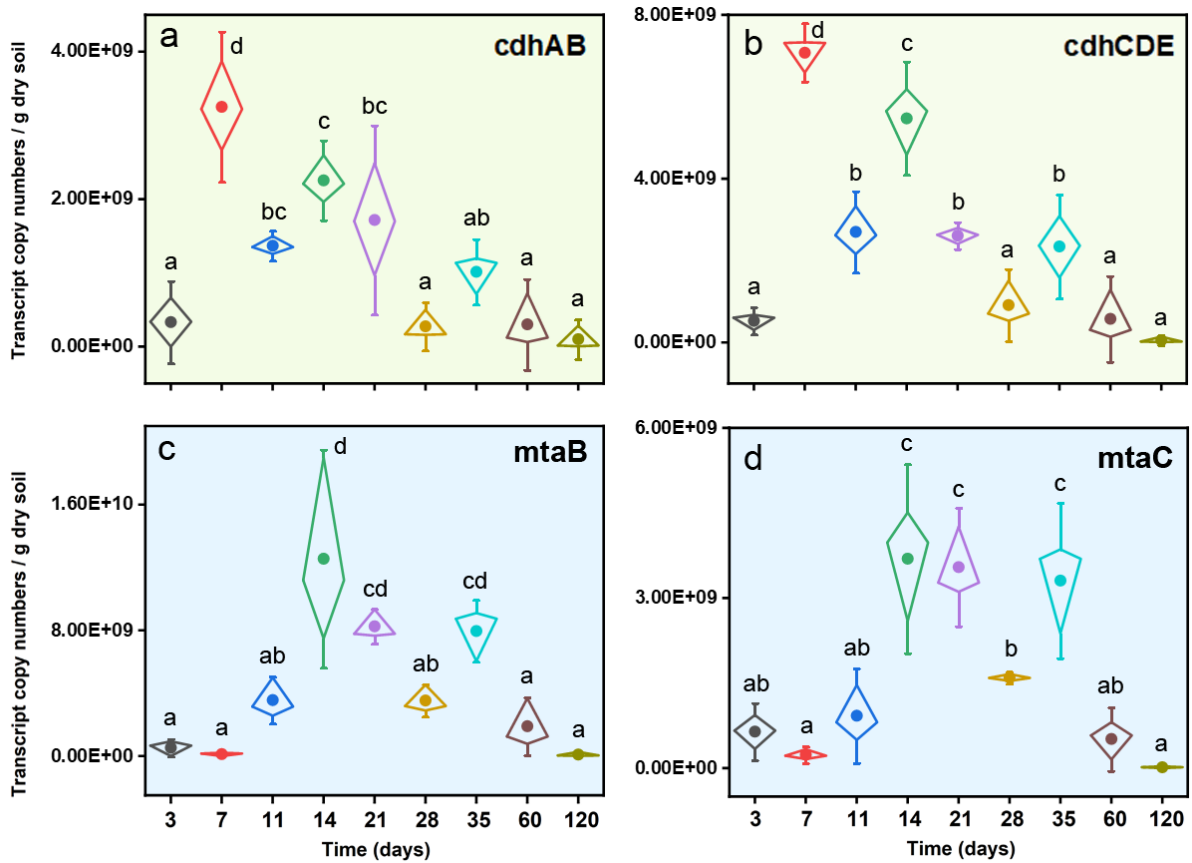 a
cdhAB
4.00E+09
2.00E+09
0.00E+00
a
d
bc
c
bc
a
ab
a
a
Transcript copy numbers / g dry soil
b
cdhCDE
8.00E+09
4.00E+09
0.00E+00
a
d
b
c
b
a
b
a
a
c
mtaB
1.60E+10
8.00E+09
0.00E+00
a
a
ab
d
cd
ab
cd
a
a
Transcript copy numbers / g dry soil
3 7 11 14 21 28 35 60 120
Time (days)
d
mtaC
6.00E+09
3.00E+09
0.00E+00
ab
a
ab
c
c
b
c
ab
a
3 7 11 14 21 28 35 60 120
Time (days)